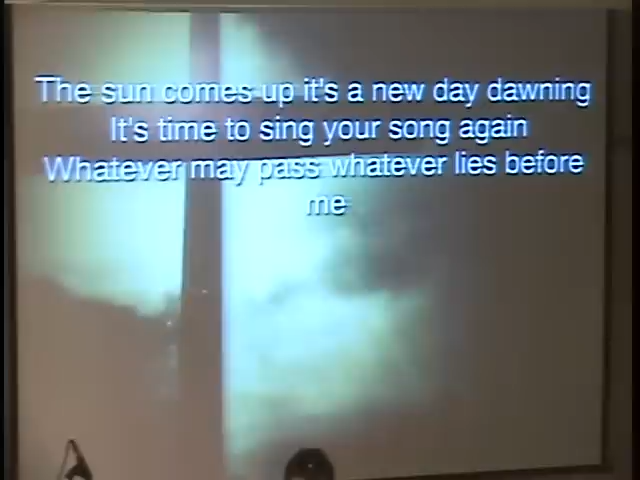 The sun comes up it's a new day dawning
It's time to sing your song again
Whatever may pass whatever lies before
me